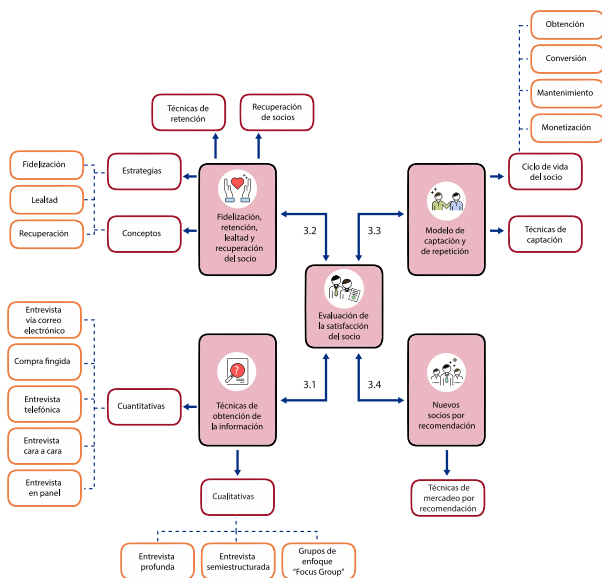 Obtención
Conversión
Mantenimiento
Monetización
Técnicas de
retención
Recuperación
de socios
Fidelización
Lealtad
Recuperación
Estrategias
Conceptos
Fidelización,
retención,
lealtad y
recuperación
del socio
3.2
3.3
Modelo de
captación y
de repetición
Ciclo de vida
del socio
Técnicas de
captación
Evaluación de
la satisfacción
del socio
Entrevista
vía correo
electrónico
Compra fingida
Entrevista
telefónica
Entrevista
cara a cara
Entrevista
en panel
Cuantitativas
?
Técnicas de
obtención de
la información
3.1
3.4
Nuevos
socios por
recomendación
Cualitativas
Técnicas de
mercadeo por
recomendación
Entrevista
profunda
Entrevista
semiestructurada
Grupos de
enfoque
"Focus Group"